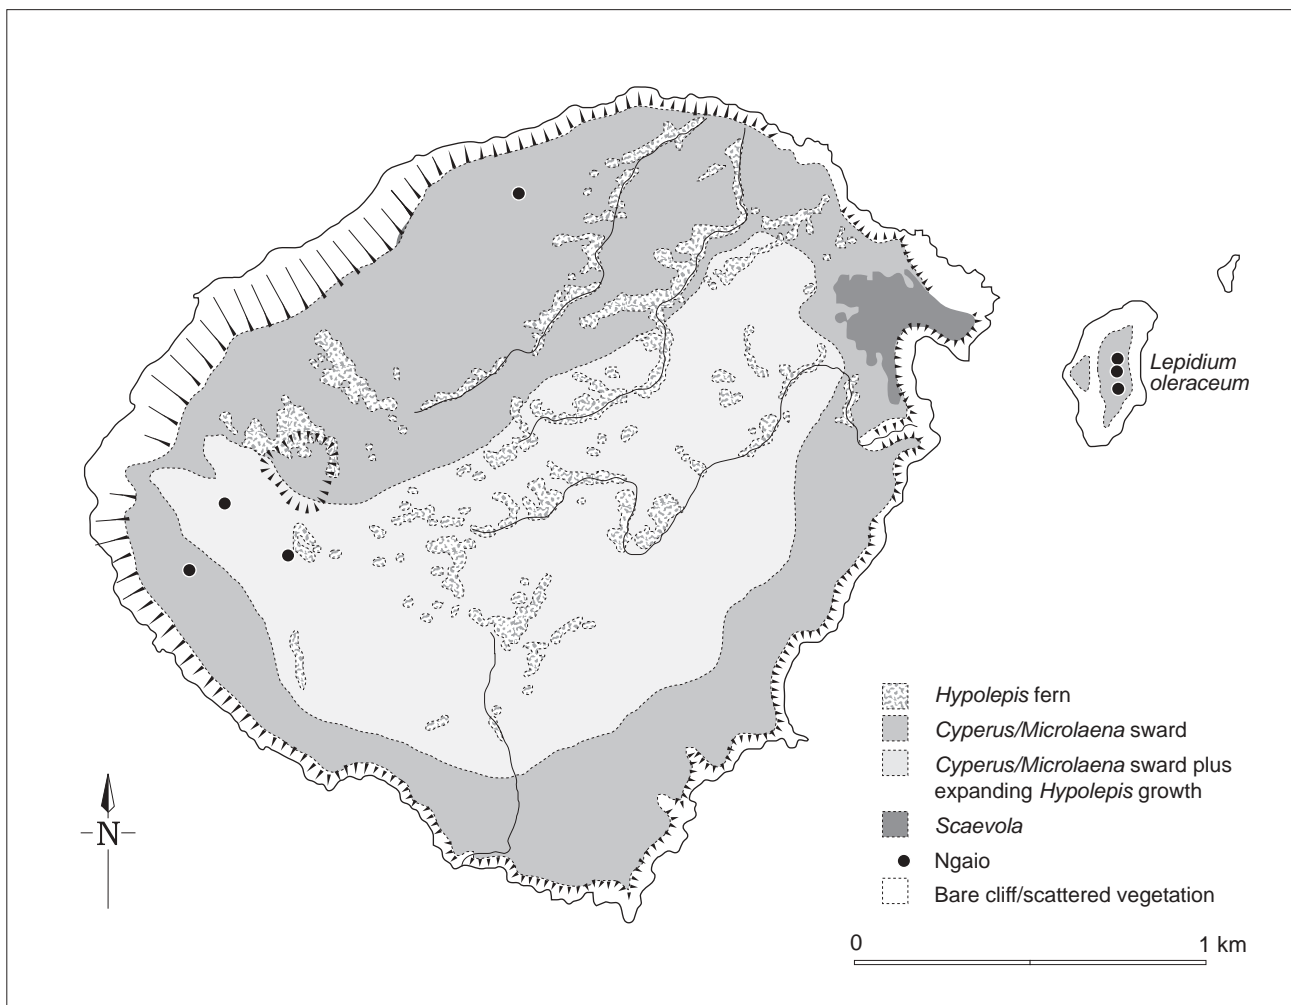 Lepidium
oleraceum
Hypolepis fern
Cyperus/Microlaena sward
Cyperus/Microlaena sward plus
expanding Hypolepis growth
Scaevola
Ngaio
Bare cliff/scattered vegetation
N
0 1 km